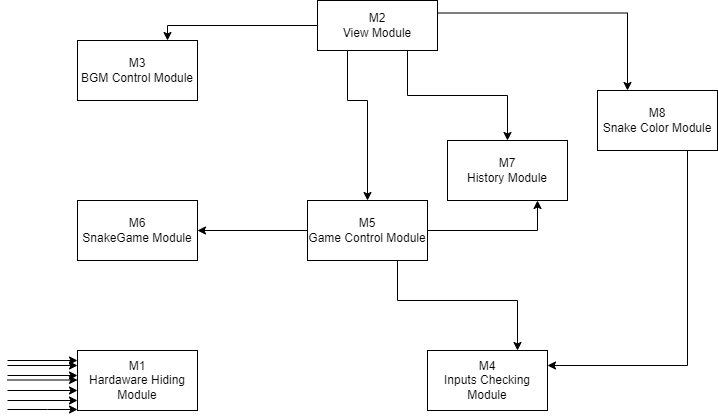 M2
View Module
M3
BGM Control Module
M8
Snake Color Module
M7
History Module
M6
SnakeGame Module
M5
Game Control Module
M1
Hardaware Hiding
Module
M4
Inputs Checking
Module